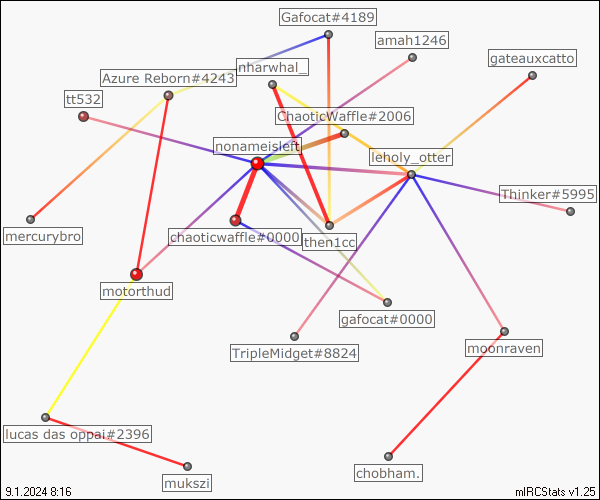 Gafocat#4189
amah1246
gateauxcatto
nharwhal_
Azure Reborn#4243
tt532
ChaoticWaffle#2006
nonameisleft
leholy_otter
Thinker#5995
mercurybro
chaoticwaffle#0000
then1cc
motorthud
gafocat#0000
TripleMidget#8824
moonraven
lucas das oppai#2396
chobham.
mukszi
9.1.2024 8:16
mIRCStats v1.25